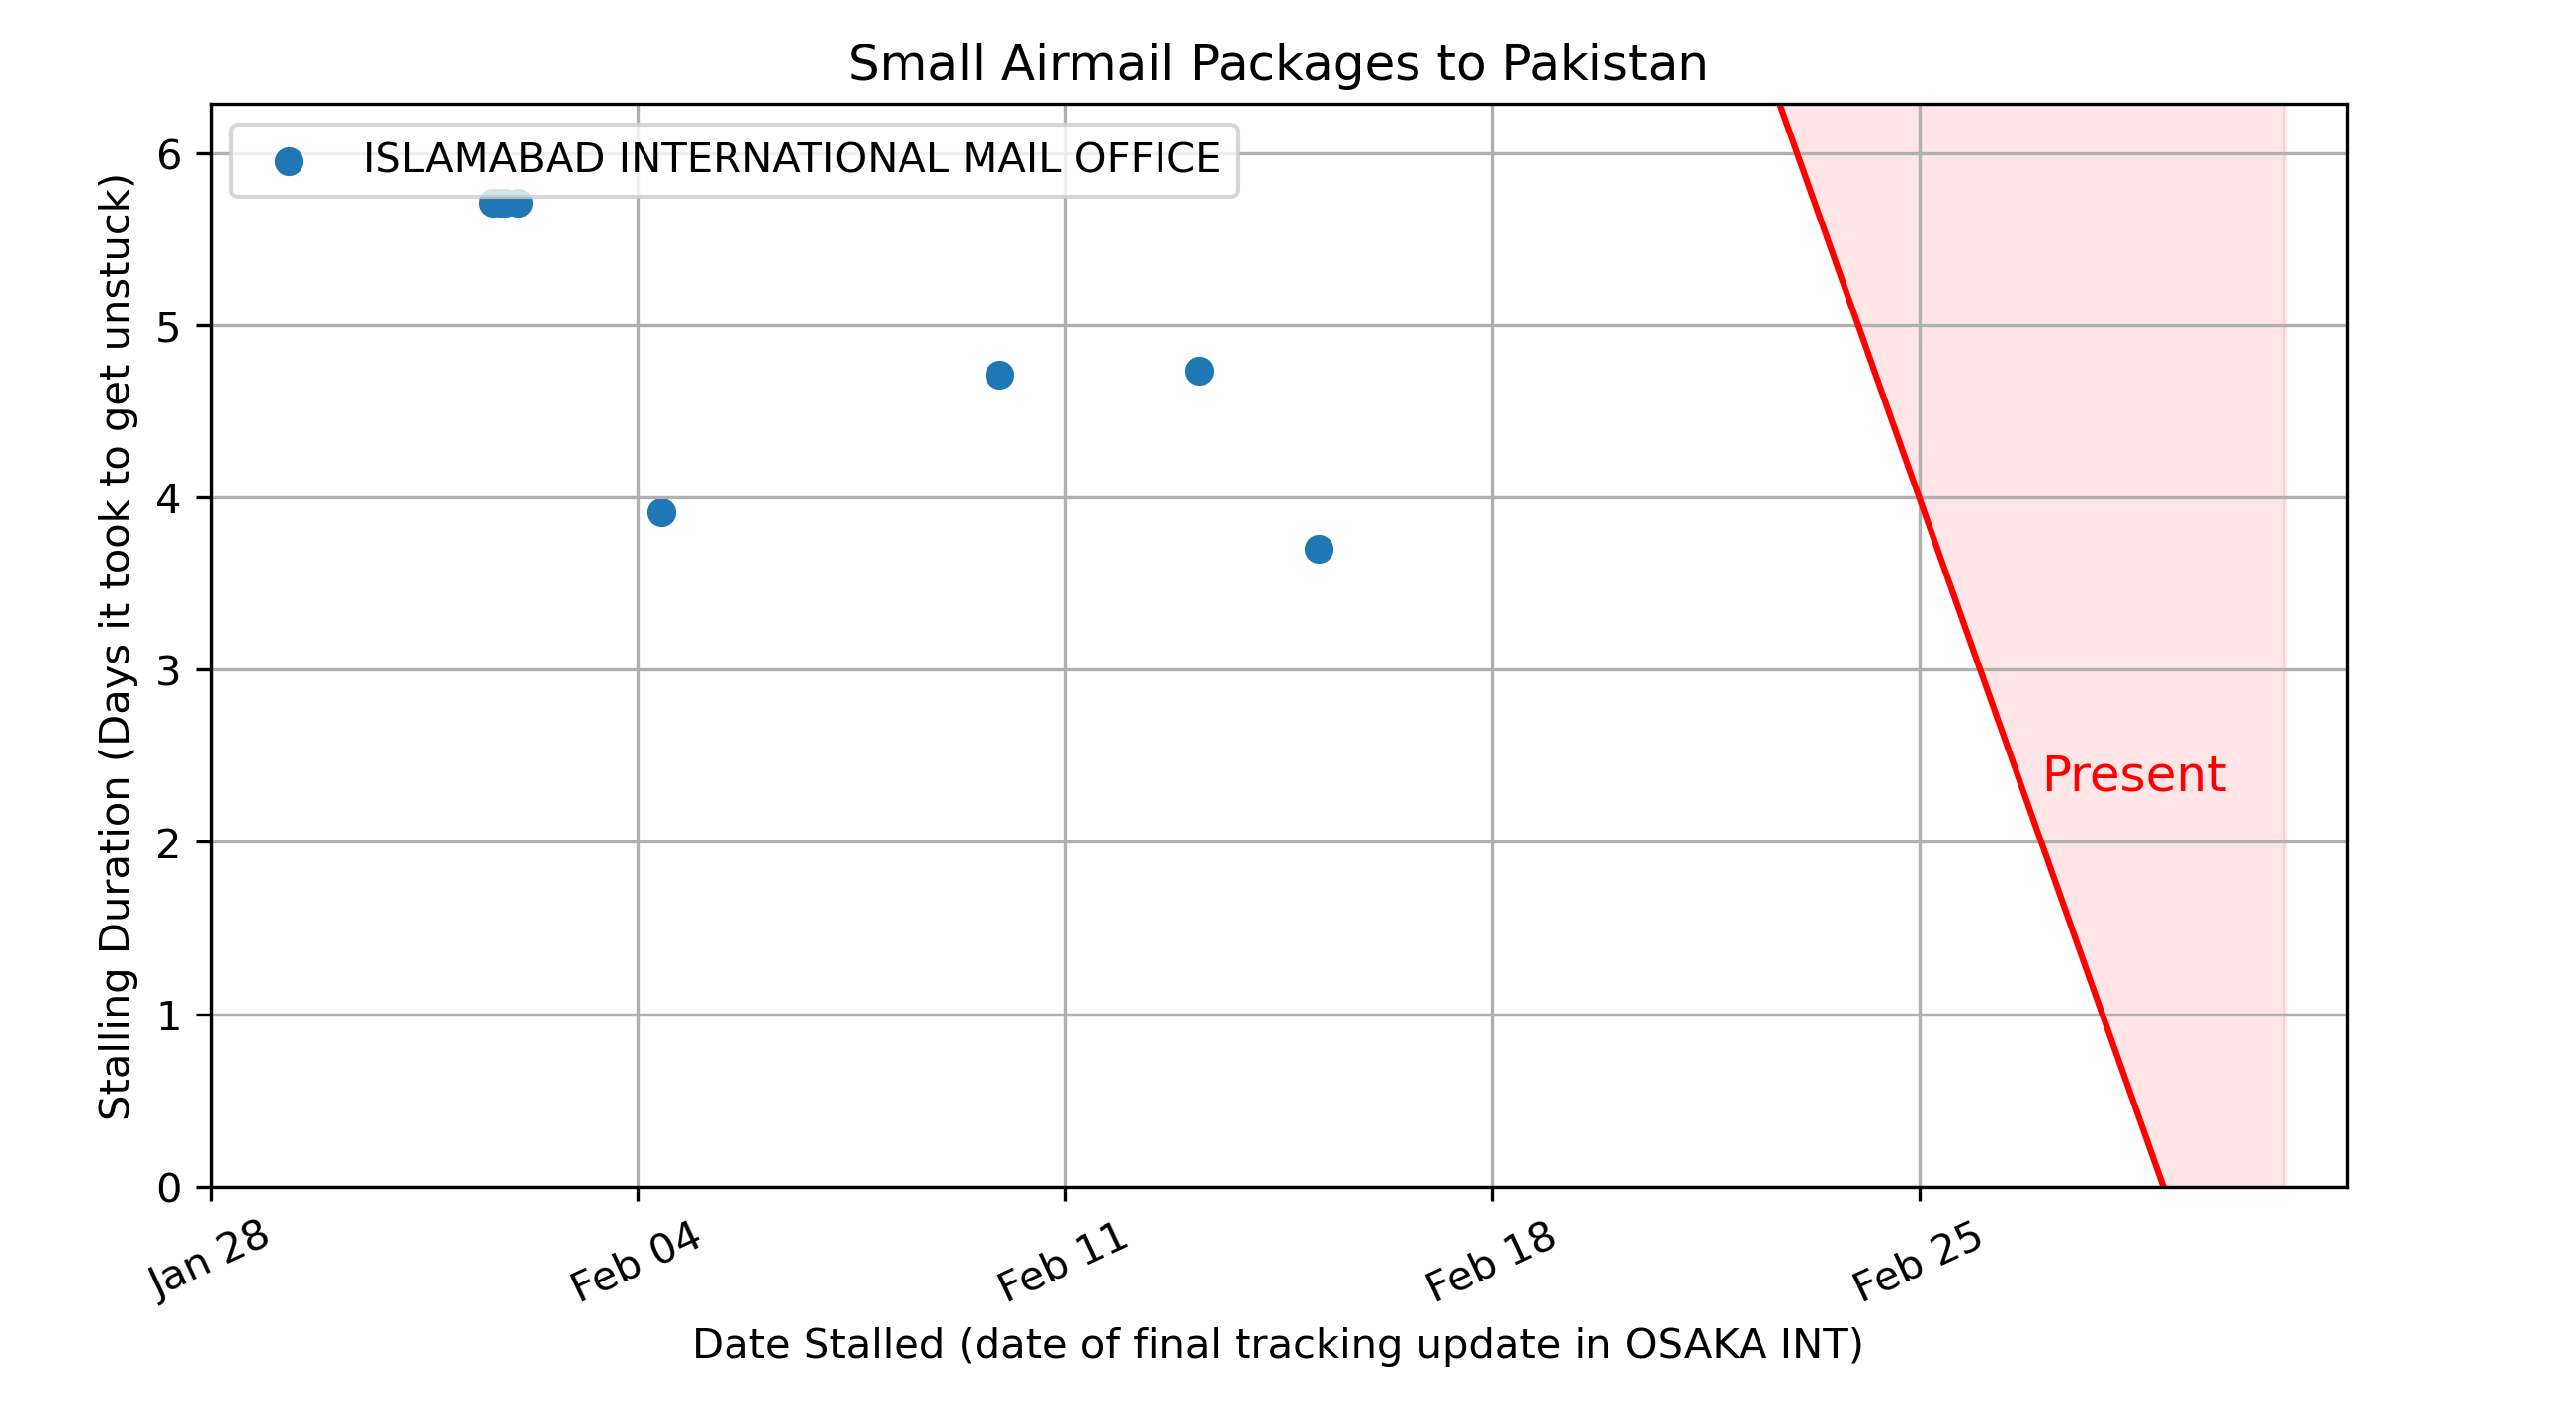 Small Airmail Packages to Pakistan
ISLAMABAD INTERNATIONAL MAIL OFFICE
Stalling Duration (Days it took to get unstuck)
6
5
4
3
2
1
0
Present
Jan 28
Feb 04
Feb 11
Feb 18
Feb 25
Date Stalled (date of final tracking update in OSAKA INT)